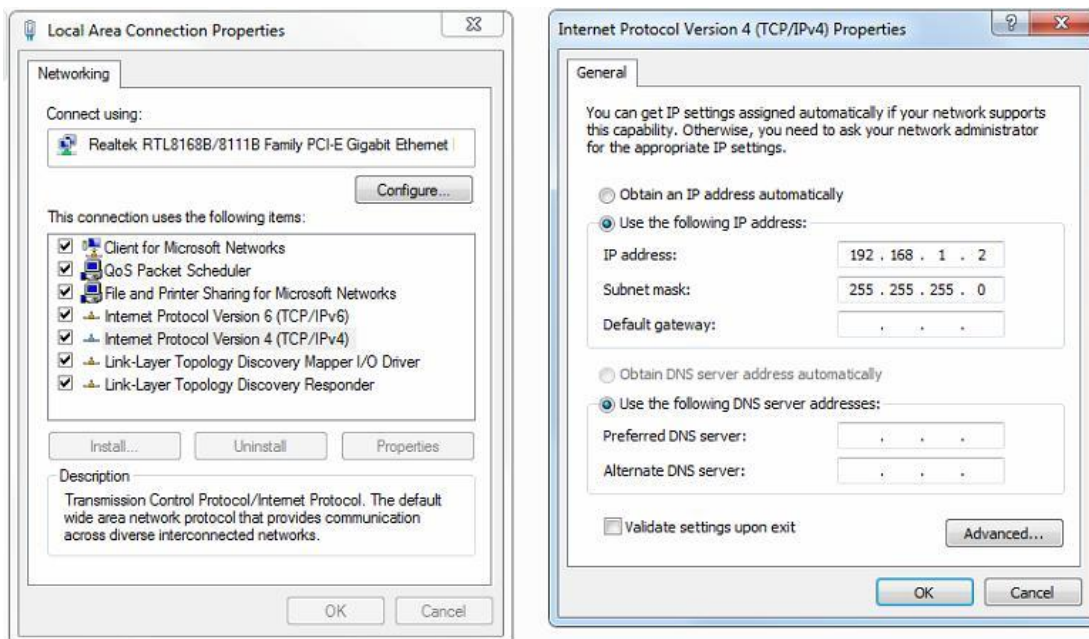 Local Area Connection Properties
Networking
Connect using:
Realtek RTL8168B/8111B Family PCI-E Gigabit Ethernet
Configure...
This connection uses the following items:
Client for Microsoft Networks
QoS Packet Scheduler
File and Printer Sharing for Microsoft Networks
Internet Protocol Version 6 (TCP/IPv6)
Internet Protocol Version 4 (TCP/IPv4)
Link-Layer Topology Discovery Mapper I/O Driver
Link-Layer Topology Discovery Responder
Install...
Uninstall
Properties
Description
Transmission Control Protocol/Internet Protocol. The default
wide area network protocol that provides communication
across diverse interconnected networks.
OK
Cancel
Internet Protocol Version 4 (TCP/IPv4) Properties
General
You can get IP settings assigned automatically if your network supports
this capability. Otherwise, you need to ask your network administrator
for the appropriate IP settings.
Obtain an IP address automatically
Use the following IP address:
IP address: 192 . 168 . 1 . 2
Subnet mask: 255 . 255 . 255 . 0
Default gateway: . . .
Obtain DNS server address automatically
Use the following DNS server addresses:
Preferred DNS server: . . .
Alternate DNS server: . . .
Validate settings upon exit
Advanced...
OK
Cancel